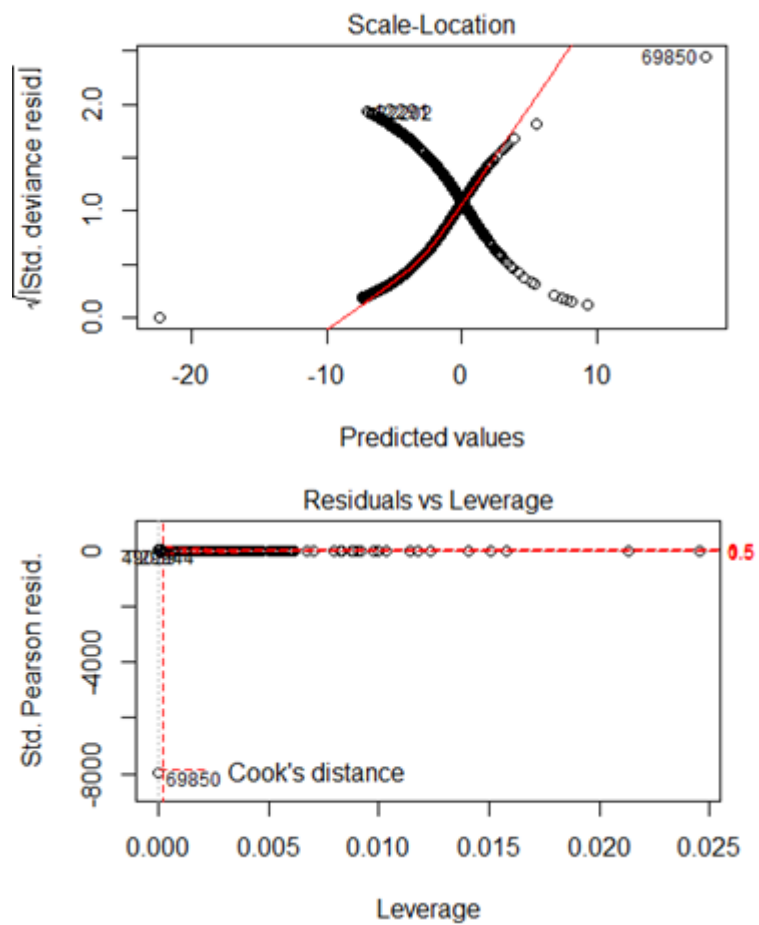 Scale-Location
√|Std. deviance resid|
2.0
1.0
0.0
69850
-20
-10
0
10
Predicted values
Residuals vs Leverage
Std. Pearson resid.
0
-4000
-8000
0.5
69850
Cook's distance
0.000
0.005
0.010
0.015
0.020
0.025
Leverage